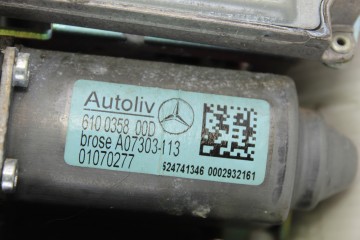 Autoliv
610 0358 00D
brose A07303-113
01070277
624741346 0002932161